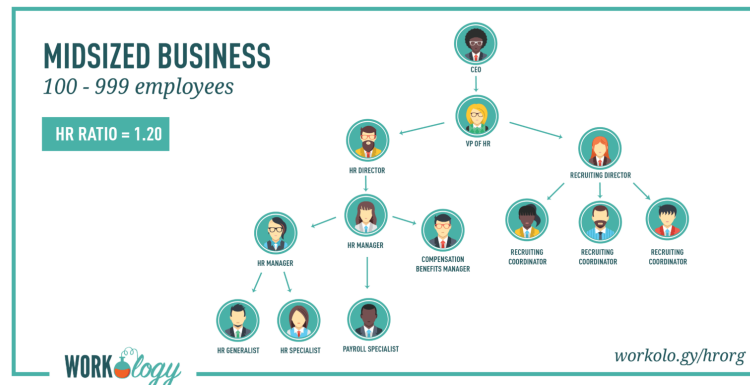 MIDSIZED BUSINESS
100 - 999 employees
HR RATIO = 1.20
CEO
VP OF HR
HR DIRECTOR
RECRUITING DIRECTOR
HR MANAGER
HR MANAGER
COMPENSATION
BENEFITS MANAGER
RECRUITING
COORDINATOR
RECRUITING
COORDINATOR
RECRUITING
COORDINATOR
HR GENERALIST
HR SPECIALIST
PAYROLL SPECIALIST
WORKology
workolo.gy/hrorg